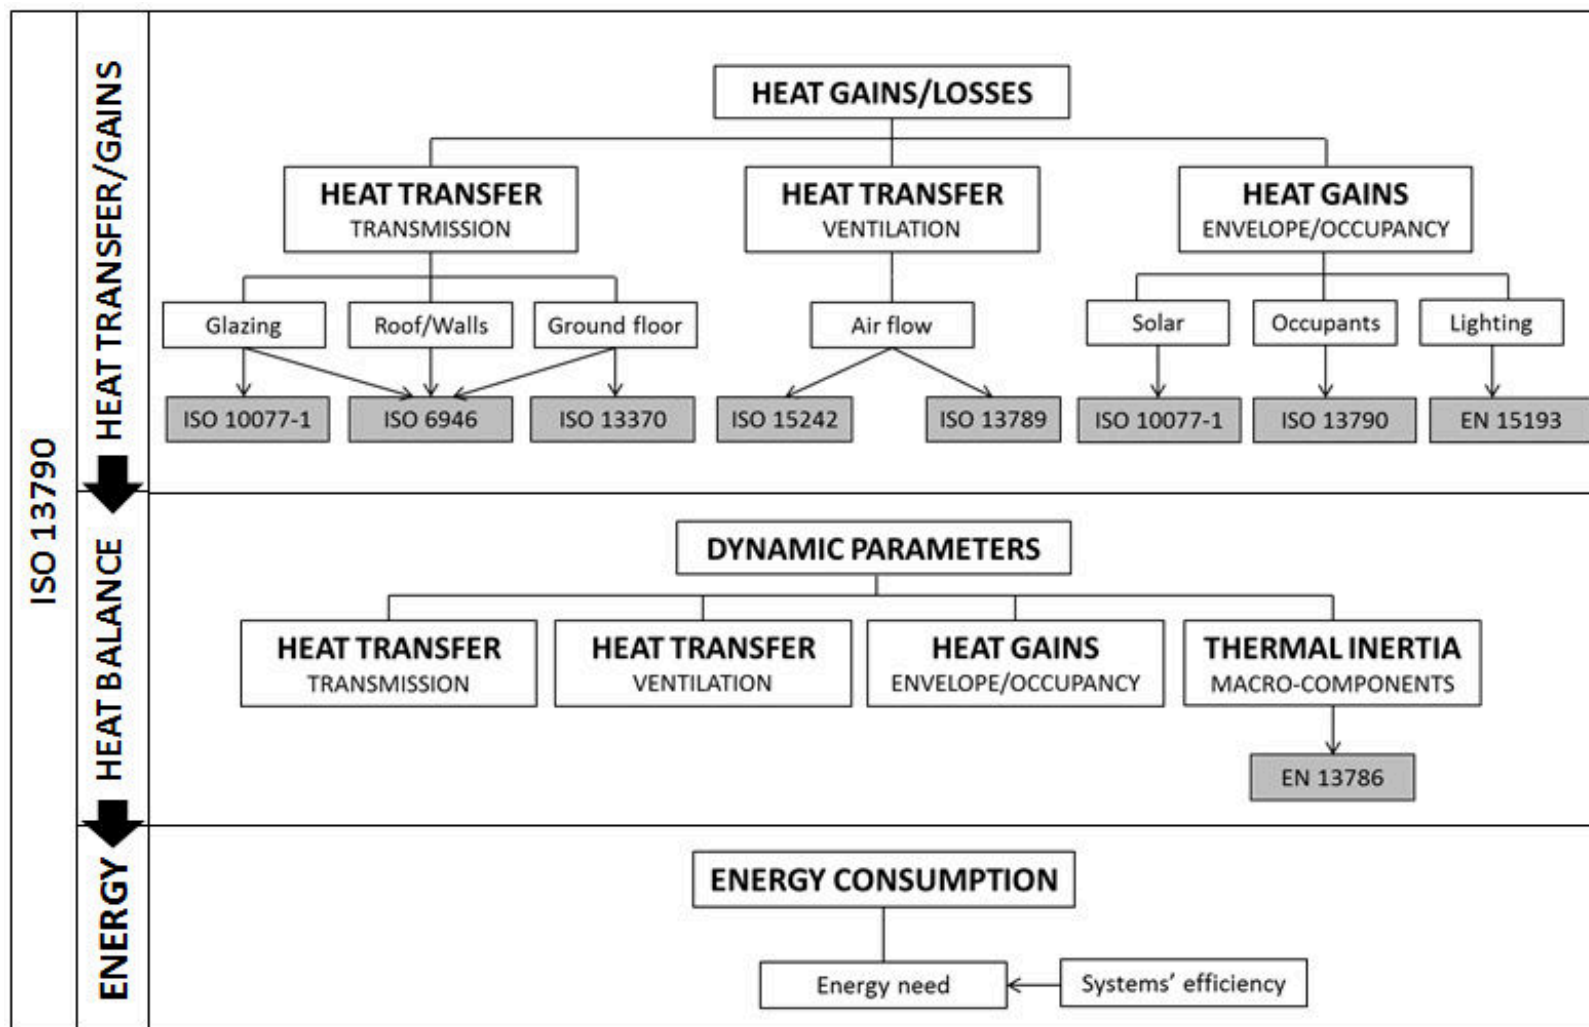 ISO 13790
HEAT TRANSFER/GAINS
HEAT GAINS/LOSSES
HEAT TRANSFER
TRANSMISSION
HEAT TRANSFER
VENTILATION
HEAT GAINS
ENVELOPE/OCCUPANCY
Glazing
Roof/Walls
Ground floor
Air flow
Solar
Occupants
Lighting
ISO 10077-1
ISO 6946
ISO 13370
ISO 15242
ISO 13789
ISO 10077-1
ISO 13790
EN 15193
HEAT BALANCE
DYNAMIC PARAMETERS
HEAT TRANSFER
TRANSMISSION
HEAT TRANSFER
VENTILATION
HEAT GAINS
ENVELOPE/OCCUPANCY
THERMAL INERTIA
MACRO-COMPONENTS
EN 13786
ENERGY
ENERGY CONSUMPTION
Energy need
Systems’ efficiency